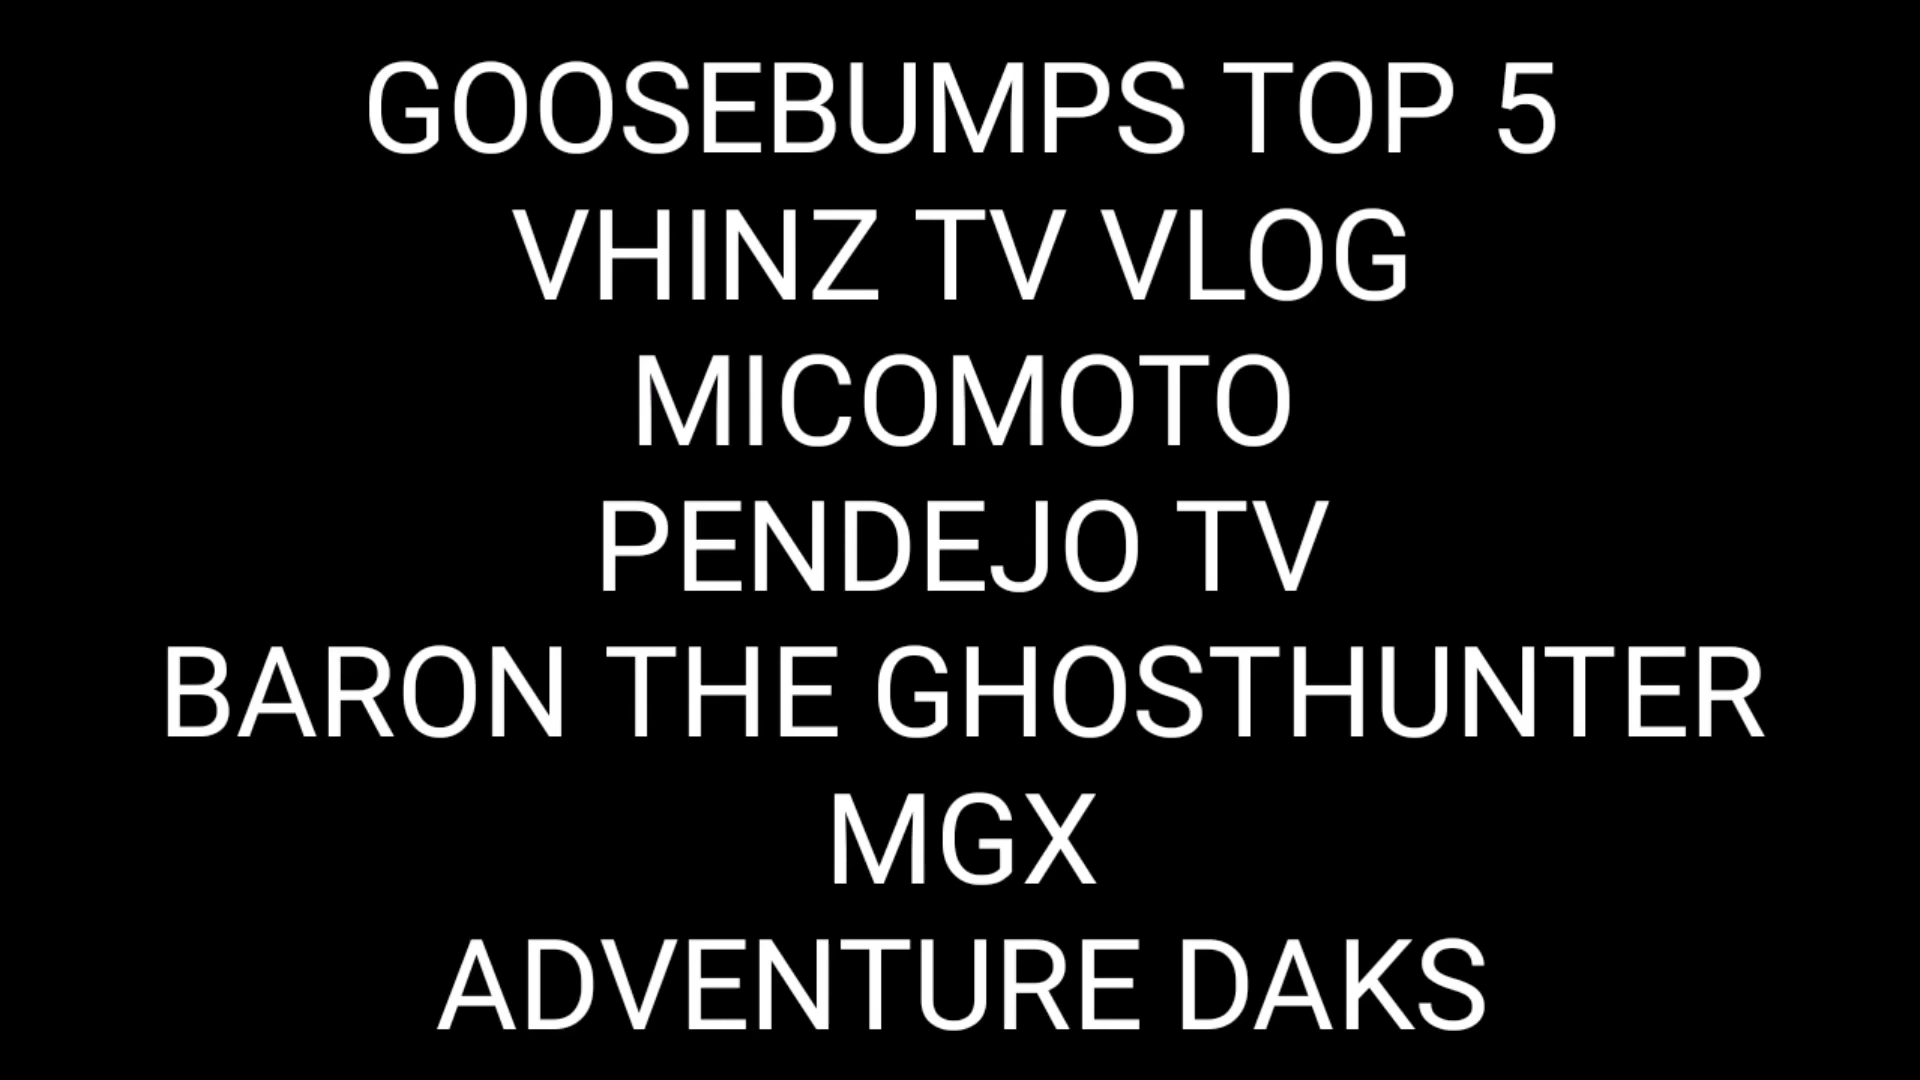 GOOSEBUMPS TOP 5
VHINZ TV VLOG
MICOMOTO
PENDEJO TV
BARON THE GHOSTHUNTER
MGX
ADVENTURE DAKS